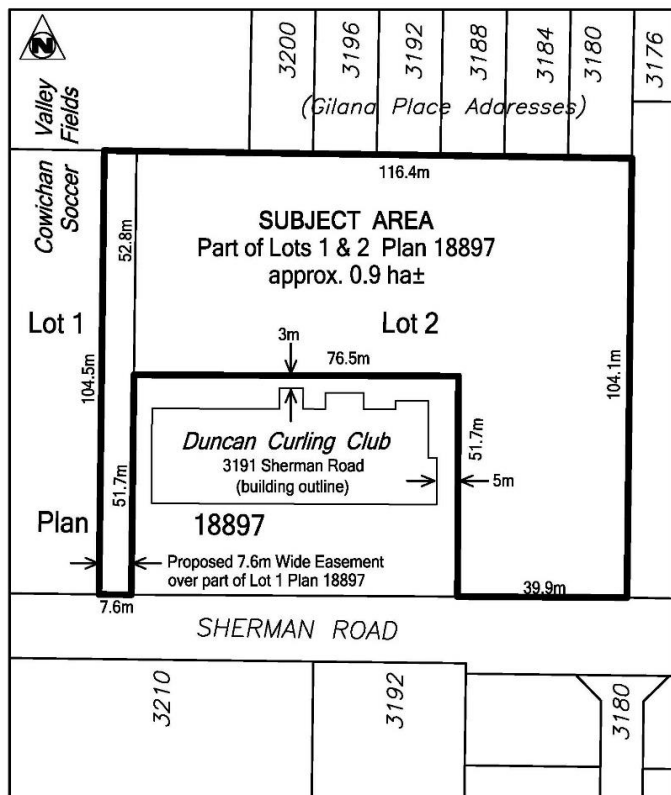 N
Valley
Fields
3200
3196
3192
3188
3184
3180
3176
(Gilana Place Adresses)
116.4m
Cowichan
Soccer
52.8m
SUBJECT AREA
Part of Lots 1 & 2 Plan 18897
approx. 0.9 ha±
Lot 1
Lot 2
3m
76.5m
104.5m
104.1m
Duncan Curling Club
3191 Sherman Road
(building outline)
51.7m
51.7m
5m
Plan
18897
Proposed 7.6m Wide Easement
over part of Lot 1 Plan 18897
7.6m
39.9m
SHERMAN ROAD
3210
3192
3180